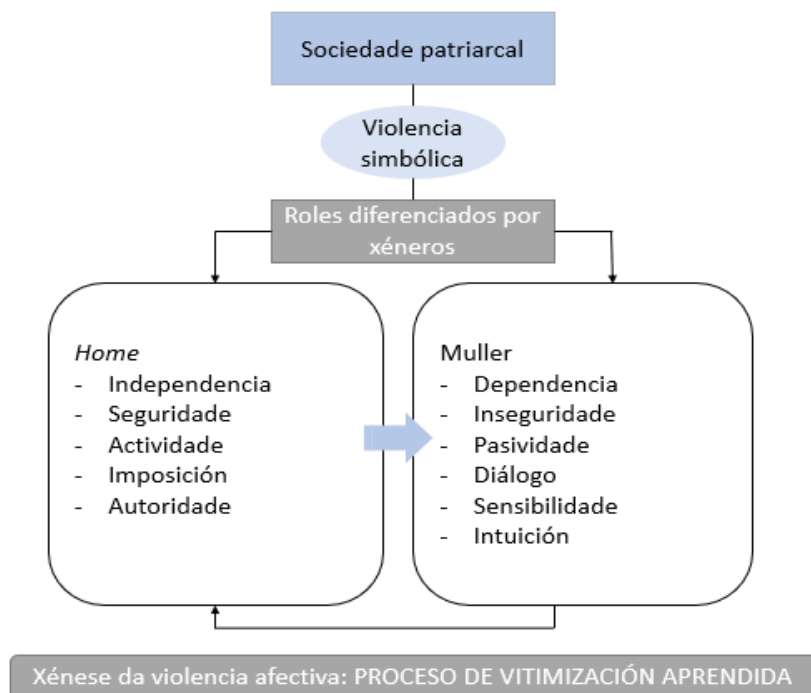 Sociedade patriarcal
Violencia
simbólica
Roles diferenciados por
xéneros
Home
- Independencia
- Seguridade
- Actividade
- Imposición
- Autoridade
Muller
- Dependencia
- Inseguridade
- Pasividade
- Diálogo
- Sensibilidade
- Intuición
Xénese da violencia afectiva: PROCESO DE VITIMIZACIÓN APRENDIDA